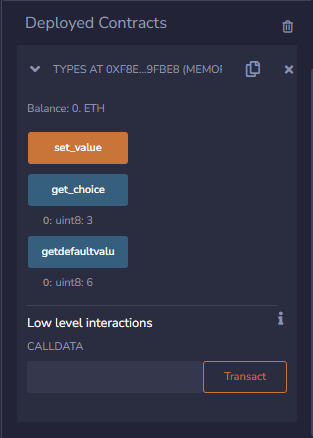 Deployed Contracts
TYPES AT 0XF8E...9FBE8 (MEMOR
Balance: 0. ETH
set_value
get_choice
0: uint8: 3
getdefaultvalu
0: uint8: 6
Low level interactions
CALLDATA
Transact